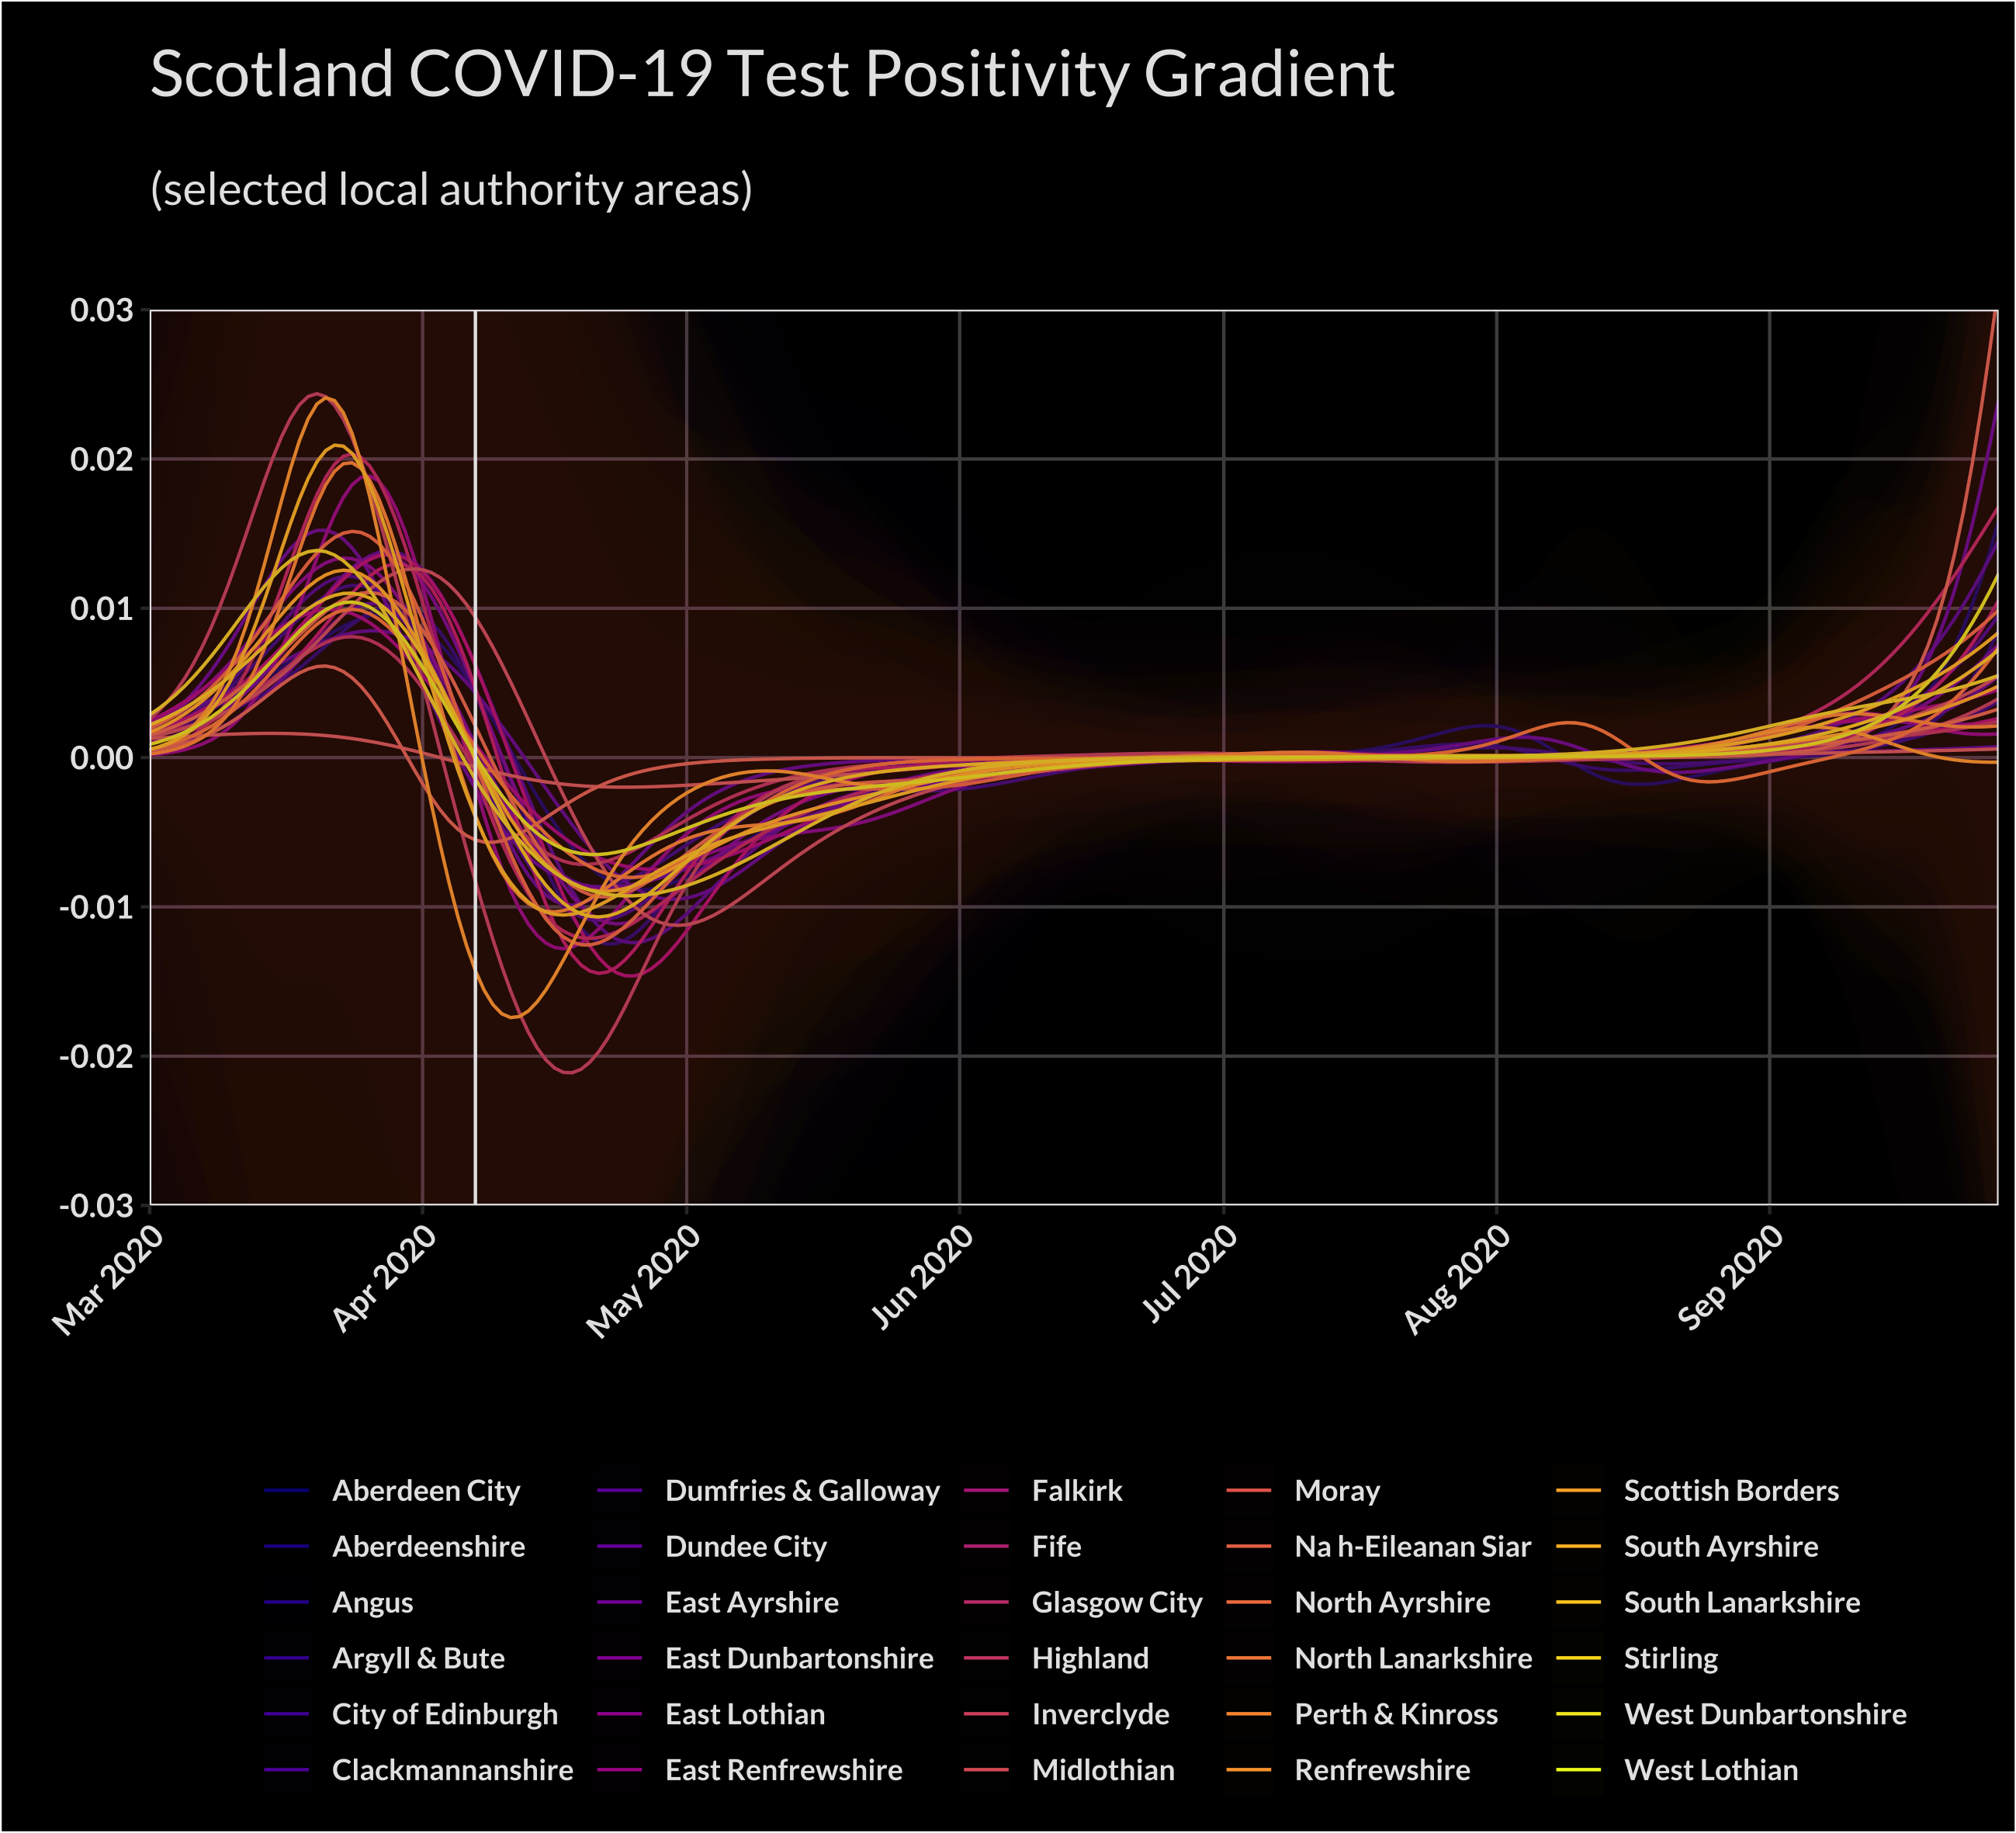 Scotland COVID-19 Test Positivity Gradient
(selected local authority areas)
0.03
0.02
0.01
0.00
-0.01
-0.02
-0.03
Mar 2020
Apr 2020
May 2020
Jun 2020
Jul 2020
Aug 2020
Sep 2020
Aberdeen City
Aberdeenshire
Angus
Argyll & Bute
City of Edinburgh
Clackmannanshire
Dumfries & Galloway
Dundee City
East Ayrshire
East Dunbartonshire
East Lothian
East Renfrewshire
Falkirk
Fife
Glasgow City
Highland
Inverclyde
Midlothian
Moray
Na h-Eileanan Siar
North Ayrshire
North Lanarkshire
Perth & Kinross
Renfrewshire
Scottish Borders
South Ayrshire
South Lanarkshire
Stirling
West Dunbartonshire
West Lothian